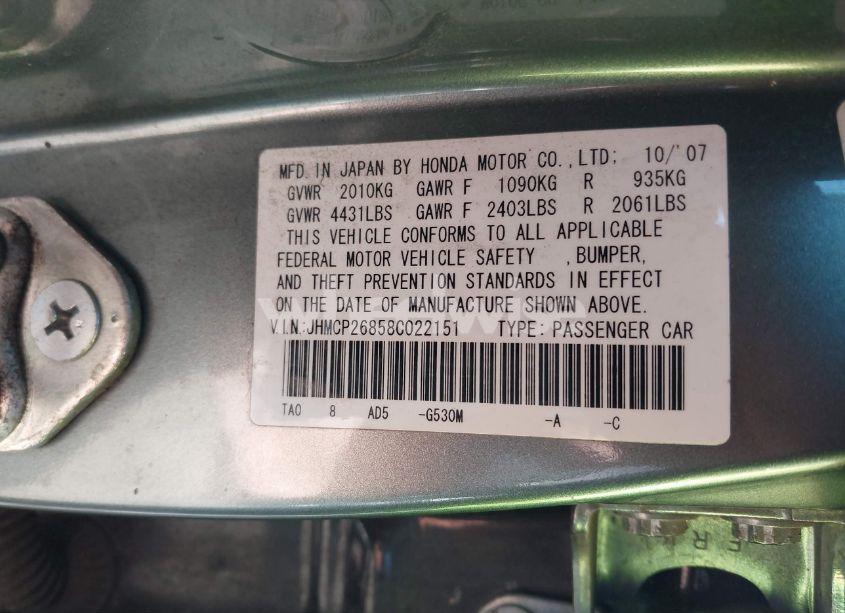 MFD. IN JAPAN BY HONDA MOTOR CO.,LTD; 10/'07
GVWR 2010KG GAWR F 1090KG R 935KG
GVWR 4431LBS GAWR F 2403LBS R 2061LBS
THIS VEHICLE CONFORMS TO ALL APPLICABLE
FEDERAL MOTOR VEHICLE SAFETY ,BUMPER,
AND THEFT PREVENTION STANDARDS IN EFFECT
ON THE DATE OF MANUFACTURE SHOWN ABOVE.
V.I.N.:JHMCP26858C022151 TYPE: PASSENGER CAR
TA0 8 AD5 -G530M -A -C
F R